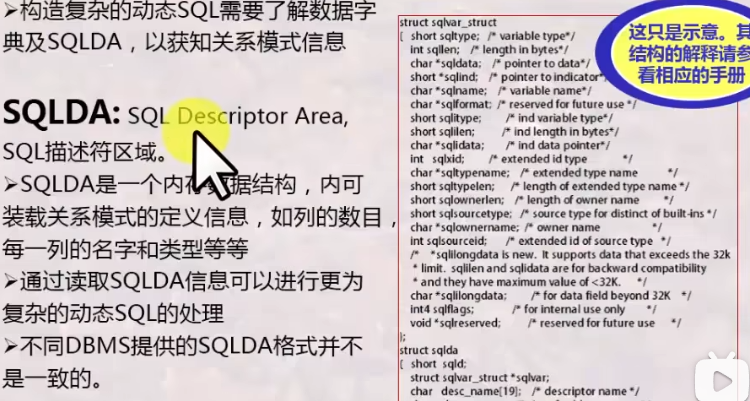 ➢构造复杂的动态SQL需要了解数据字
典及SQLDA，以获知关系模式信息
SQLDA: SQL Descriptor Area,
SQL描述符区域。
➢SQLDA是一个内存数据结构，内可
装载关系模式的定义信息，如列的数目，
每一列的名字和类型等等
➢通过读取SQLDA信息可以进行更为
复杂的动态SQL的处理
➢不同DBMS提供的SQLDA格式并不
是一致的。
struct sqlvar_struct
{ short sqltype; /* variable type*/
int sqllen; /* length in bytes*/
char *sqldata; /* pointer to data*/
short *sqlind; /* pointer to indicator*/
char *sqlname; /* variable name*/
char *sqlformat; /* reserved for future use */
short sqlitype; /* ind variable type*/
short sqlilen; /* ind length in bytes*/
char *sqlidata; /* ind data pointer*/
int sqlxid; /* extended id type */
char *sqltypename; /* extended type name */
short sqltypelen; /* length of extended type name */
short sqlownerlen; /* length of owner name */
short sqlsourcetype; /* source type for distinct of built-ins */
char *sqlownername; /* owner name */
int sqlsourceid; /* extended id of source type */
/* *sqlilongdata is new. It supports data that exceeds the 32k
* limit. sqlilen and sqlidata are for backward compatibility
* and they have maximum value of <32K. */
char *sqlilongdata; /* for data field beyond 32K */
int4 sqlflags; /* for internal use only */
void *sqlreserved; /* reserved for future use */
};
struct sqlda
{ short sqld;
struct sqlvar_struct *sqlvar;
char desc_name[19]; /* descriptor name */
这只是示意。其
结构的解释请参
看相应的手册